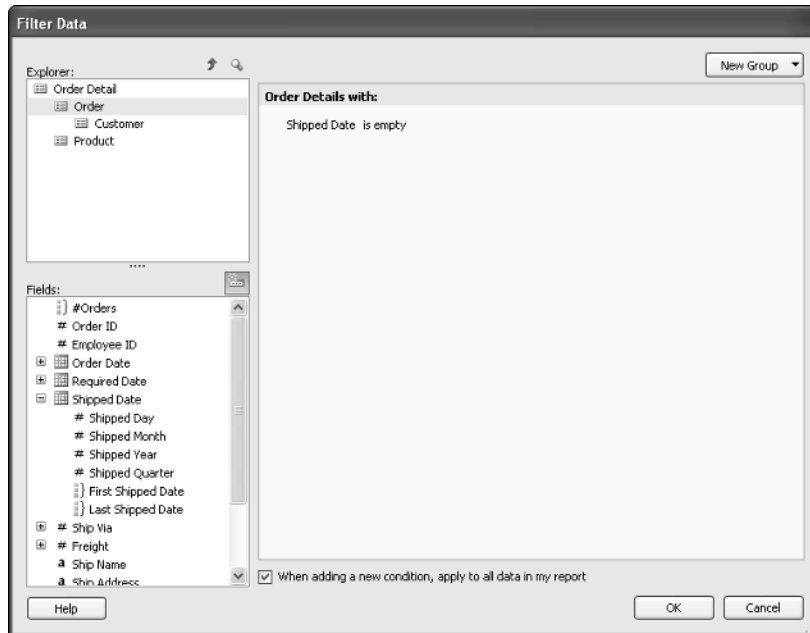 Filter Data
Explorer:
Order Detail
Order
Customer
Product
Fields:
#Orders
# Order ID
# Employee ID
Order Date
Required Date
Shipped Date
# Shipped Day
# Shipped Month
# Shipped Year
# Shipped Quarter
First Shipped Date
Last Shipped Date
# Ship Via
# Freight
a Ship Name
a Ship Address
New Group
Order Details with:
Shipped Date is empty
When adding a new condition, apply to all data in my report
Help
OK
Cancel